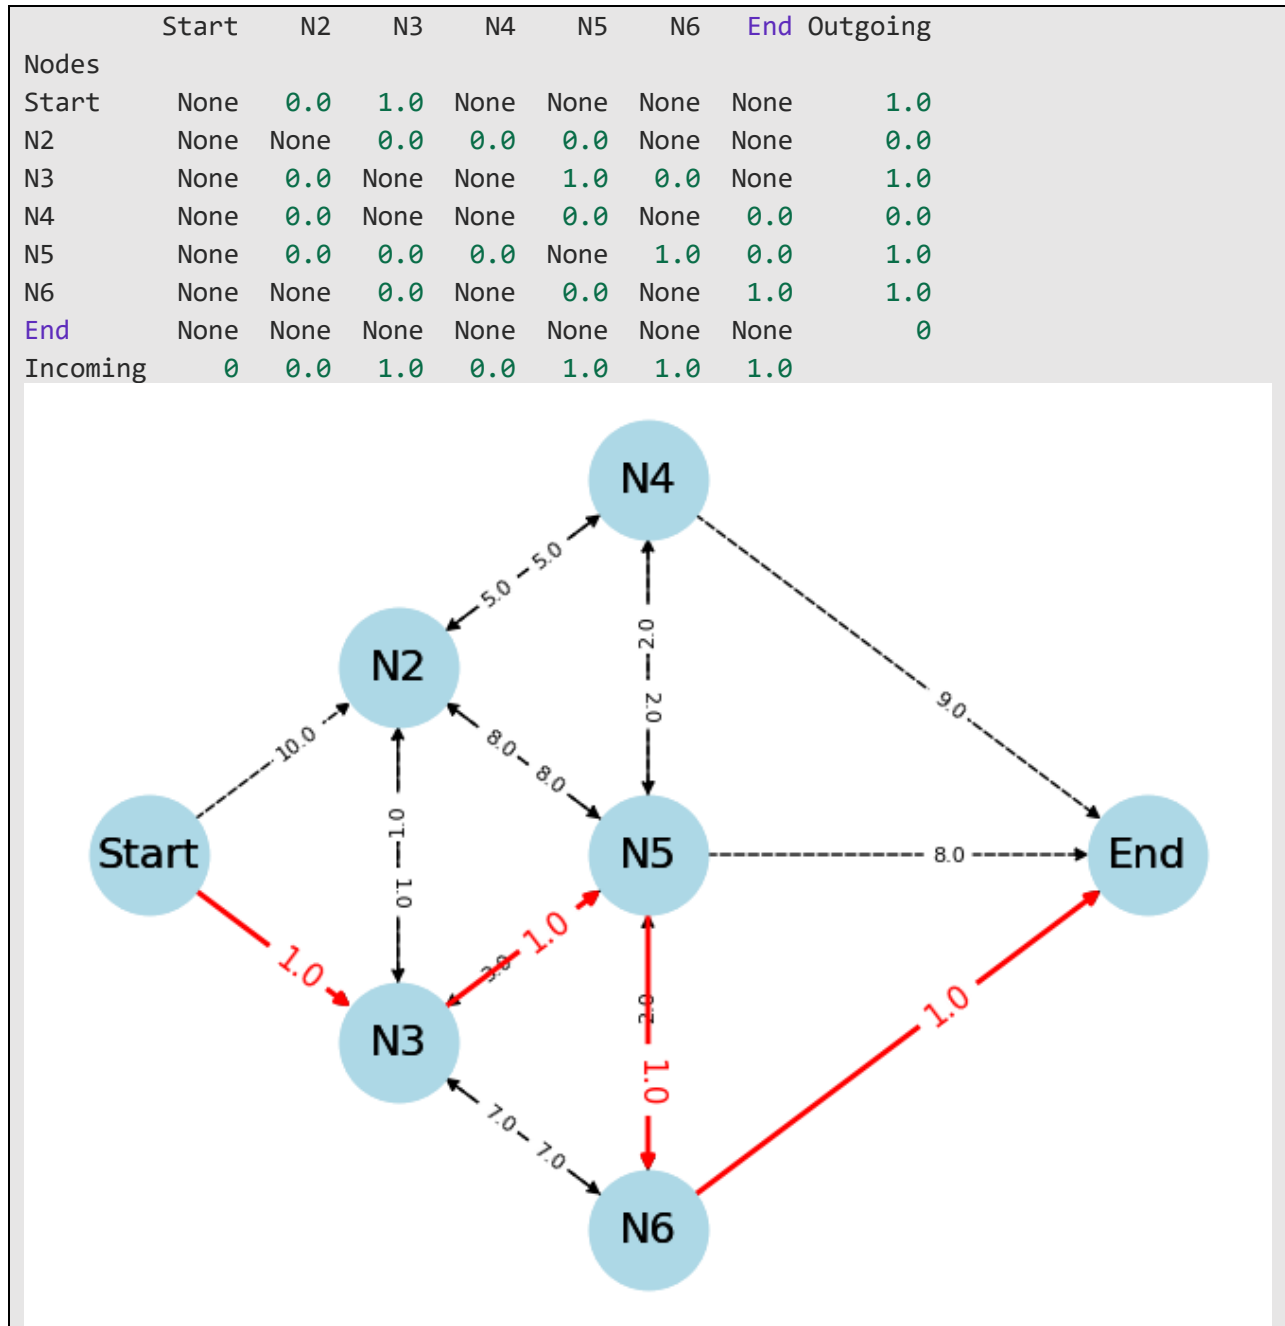 Start N2 N3 N4 N5 N6 End Outgoing
Nodes
Start None 0.0 1.0 None None None None 1.0
N2 None None 0.0 0.0 0.0 None None 0.0
N3 None 0.0 None None 1.0 0.0 None 1.0
N4 None 0.0 None None 0.0 None 0.0 0.0
N5 None 0.0 0.0 0.0 None 1.0 0.0 1.0
N6 None None 0.0 None 0.0 None 1.0 1.0
End None None None None None None None 0
Incoming 0 0.0 1.0 0.0 1.0 1.0 1.0
N4
5.0
5.0
2.0
N2
2.0
9.0
10.0
8.0
8.0
1.0
Start
N5
8.0
End
1.0
1.0
1.0
3.0
2.0
1.0
N3
1.0
7.0
7.0
N6